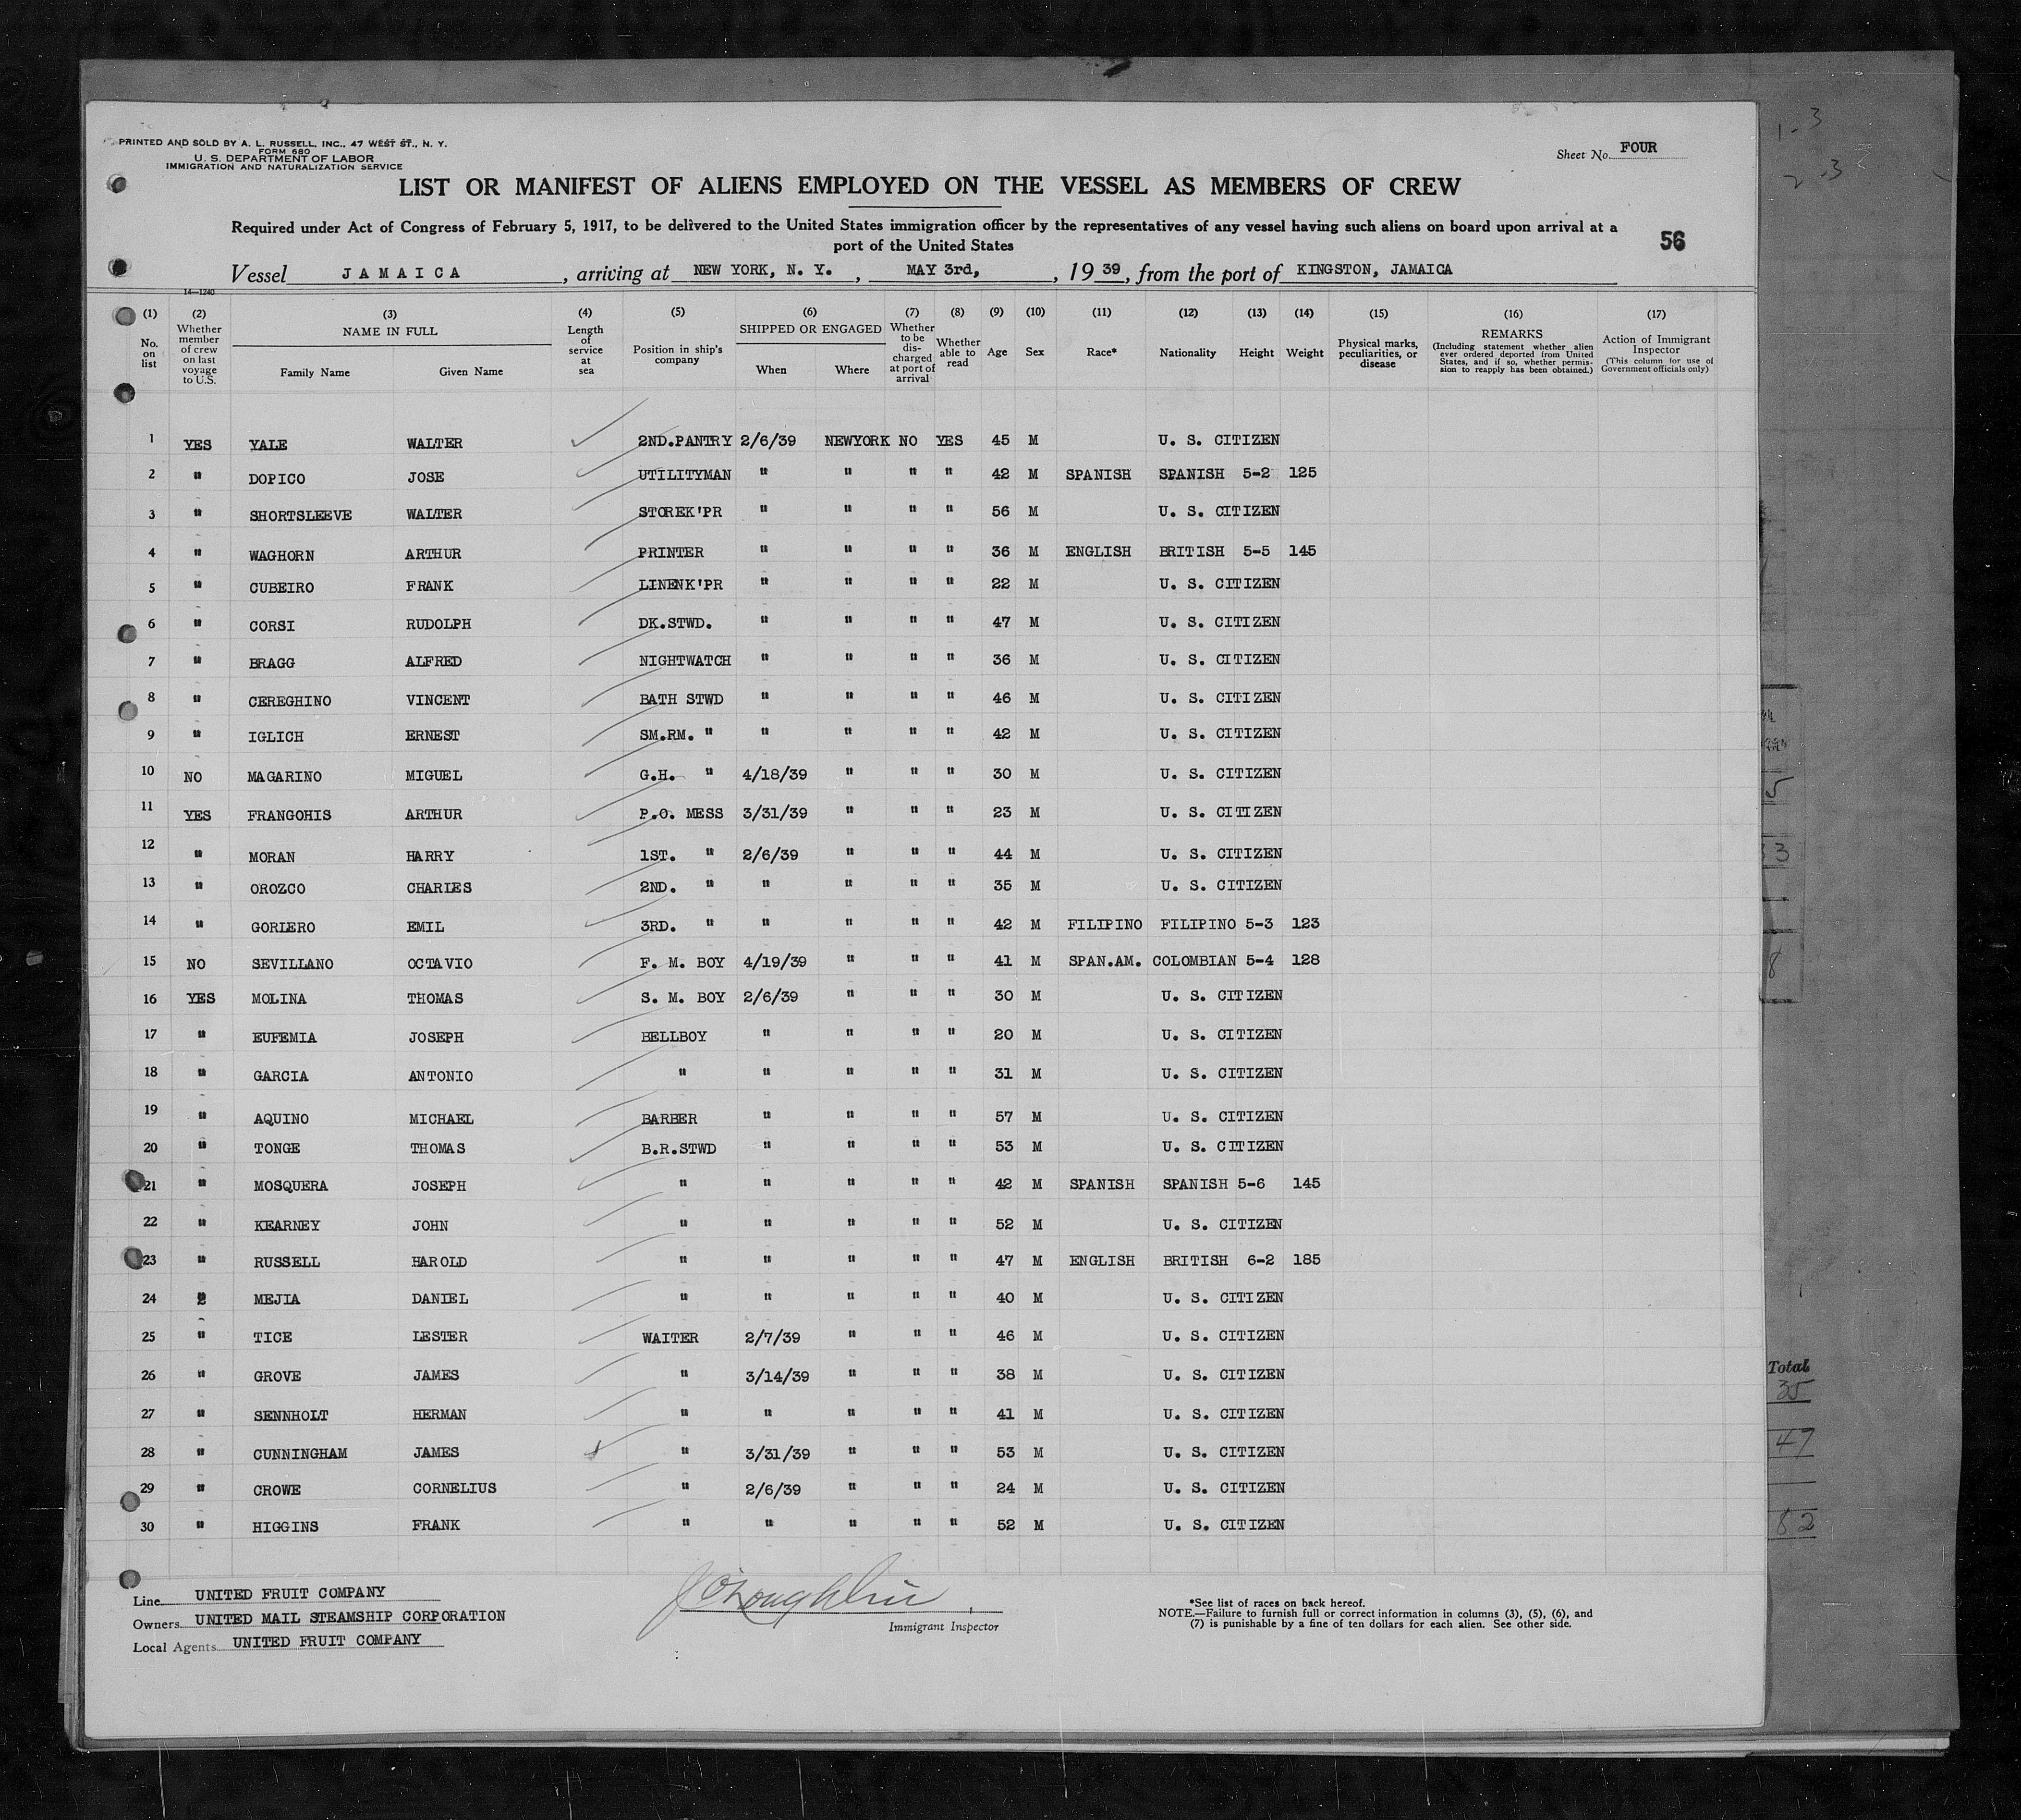 PRINTED AND SOLD BY A. L. RUSSELL, INC., 47 WEST ST., N. Y.
FORM 680
U. S. DEPARTMENT OF LABOR
IMMIGRATION AND NATURALIZATION SERVICE
Sheet No. FOUR
LIST OR MANIFEST OF ALIENS EMPLOYED ON THE VESSEL AS MEMBERS OF CREW
Required under Act of Congress of February 5, 1917, to be delivered to the United States immigration officer by the representatives of any vessel having such aliens on board upon arrival at a
port of the United States
56
Vessel JAMAICA, arriving at NEW YORK, N. Y., MAY 3rd, 1939, from the port of KINGSTON, JAMAICA
14—1240
(1) No. on list
(2) Whether member of crew on last voyage to U.S.
(3) NAME IN FULL Family Name Given Name
(4) Length of service at sea
(5) Position in ship's company
(6) SHIPPED OR ENGAGED When Where
(7) Whether to be discharged at port of arrival
(8) Whether able to read
(9) Age
(10) Sex
(11) Race*
(12) Nationality
(13) Height
(14) Weight
(15) Physical marks, peculiarities, or disease
(16) REMARKS (Including statement whether alien ever ordered deported from United States, and if so, whether permission to reapply has been obtained.)
(17) Action of Immigrant Inspector (This column for use of Government officials only)
1 YES YALE WALTER 2ND.PANTRY 2/6/39 NEWYORK NO YES 45 M U. S. CITIZEN
2 " DOPICO JOSE UTILITYMAN " " " " 42 M SPANISH SPANISH 5-2 125
3 " SHORTSLEEVE WALTER STOREK'PR " " " " 56 M U. S. CITIZEN
4 " WAGHORN ARTHUR PRINTER " " " " 36 M ENGLISH BRITISH 5-5 145
5 " CUBEIRO FRANK LINENK'PR " " " " 22 M U. S. CITIZEN
6 " CORSI RUDOLPH DK.STWD. " " " " 47 M U. S. CITIZEN
7 " BRAGG ALFRED NIGHTWATCH " " " " 36 M U. S. CITIZEN
8 " CEREGHINO VINCENT BATH STWD " " " " 46 M U. S. CITIZEN
9 " IGLICH ERNEST SM.RM. " " " " " 42 M U. S. CITIZEN
10 NO MAGARINO MIGUEL G.H. " 4/18/39 " " " 30 M U. S. CITIZEN
11 YES FRANGOHIS ARTHUR P.O. MESS 3/31/39 " " " 23 M U. S. CITIZEN
12 " MORAN HARRY 1ST. " 2/6/39 " " " 44 M U. S. CITIZEN
13 " OROZCO CHARLES 2ND. " " " " " 35 M U. S. CITIZEN
14 " GORIERO EMIL 3RD. " " " " " 42 M FILIPINO FILIPINO 5-3 123
15 NO SEVILLANO OCTAVIO F. M. BOY 4/19/39 " " " 41 M SPAN.AM. COLOMBIAN 5-4 128
16 YES MOLINA THOMAS S. M. BOY 2/6/39 " " " 30 M U. S. CITIZEN
17 " EUFEMIA JOSEPH BELLBOY " " " " 20 M U. S. CITIZEN
18 " GARCIA ANTONIO " " " " " 31 M U. S. CITIZEN
19 " AQUINO MICHAEL BARBER " " " " 57 M U. S. CITIZEN
20 " TONGE THOMAS B.R.STWD " " " " 53 M U. S. CITIZEN
21 " MOSQUERA JOSEPH " " " " " 42 M SPANISH SPANISH 5-6 145
22 " KEARNEY JOHN " " " " " 52 M U. S. CITIZEN
23 " RUSSELL HAROLD " " " " " 47 M ENGLISH BRITISH 6-2 185
24 " MEJIA DANIEL " " " " " 40 M U. S. CITIZEN
25 " TICE LESTER WAITER 2/7/39 " " " 46 M U. S. CITIZEN
26 " GROVE JAMES " 3/14/39 " " " 38 M U. S. CITIZEN
27 " SENNHOLT HERMAN " " " " " 41 M U. S. CITIZEN
28 " CUNNINGHAM JAMES " 3/31/39 " " " 53 M U. S. CITIZEN
29 " CROWE CORNELIUS " 2/6/39 " " " 24 M U. S. CITIZEN
30 " HIGGINS FRANK " " " " " 52 M U. S. CITIZEN
Line UNITED FRUIT COMPANY
Owners UNITED MAIL STEAMSHIP CORPORATION
Local Agents UNITED FRUIT COMPANY
J O'Loughlin
Immigrant Inspector
*See list of races on back hereof.
NOTE.—Failure to furnish full or correct information in columns (3), (5), (6), and
(7) is punishable by a fine of ten dollars for each alien. See other side.
1-3
2-3
Total
35
47
82